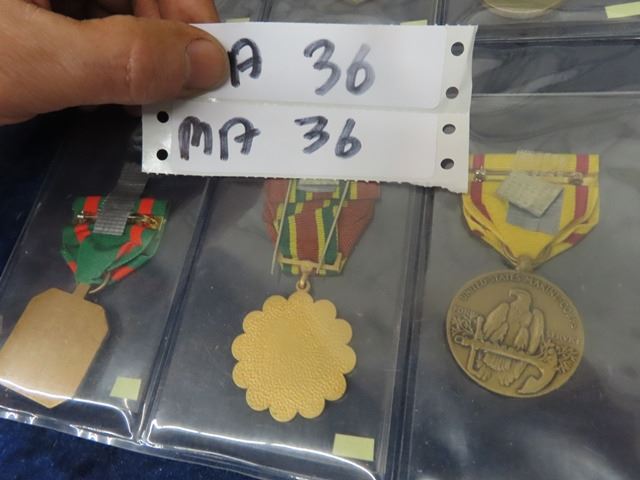 A 36
MA 36
UNITED STATES MARINE CORPS